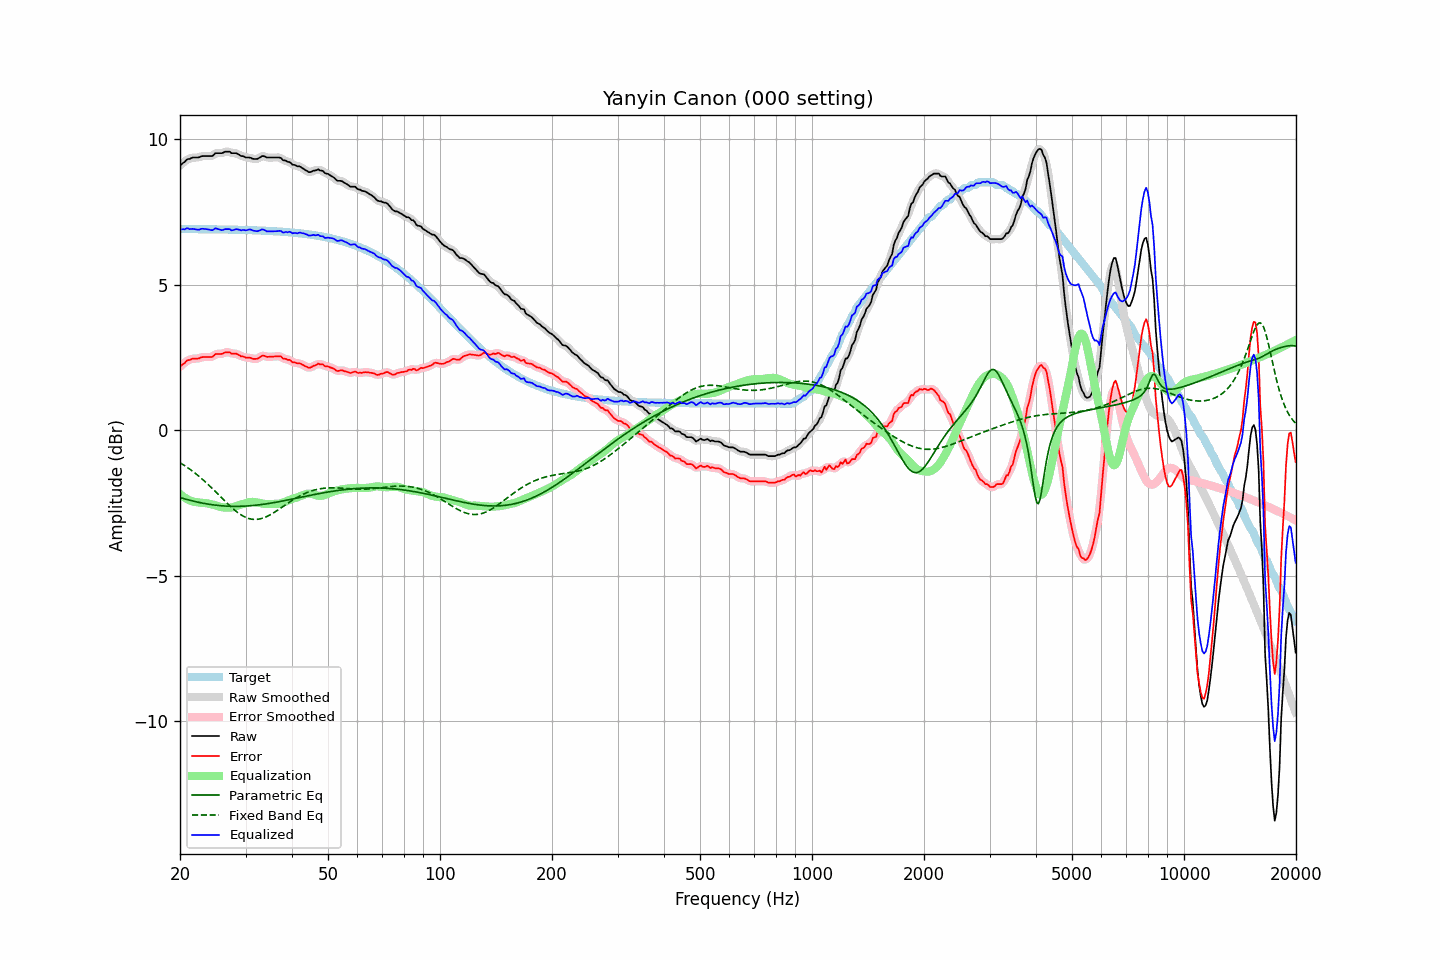 Yanyin Canon (000 setting)
10
5
0
−5
−10
Amplitude (dBr)
Target
Raw Smoothed
Error Smoothed
Raw
Error
Equalization
Parametric Eq
Fixed Band Eq
Equalized
20 50 100 200 500 1000 2000 5000 10000 20000
Frequency (Hz)